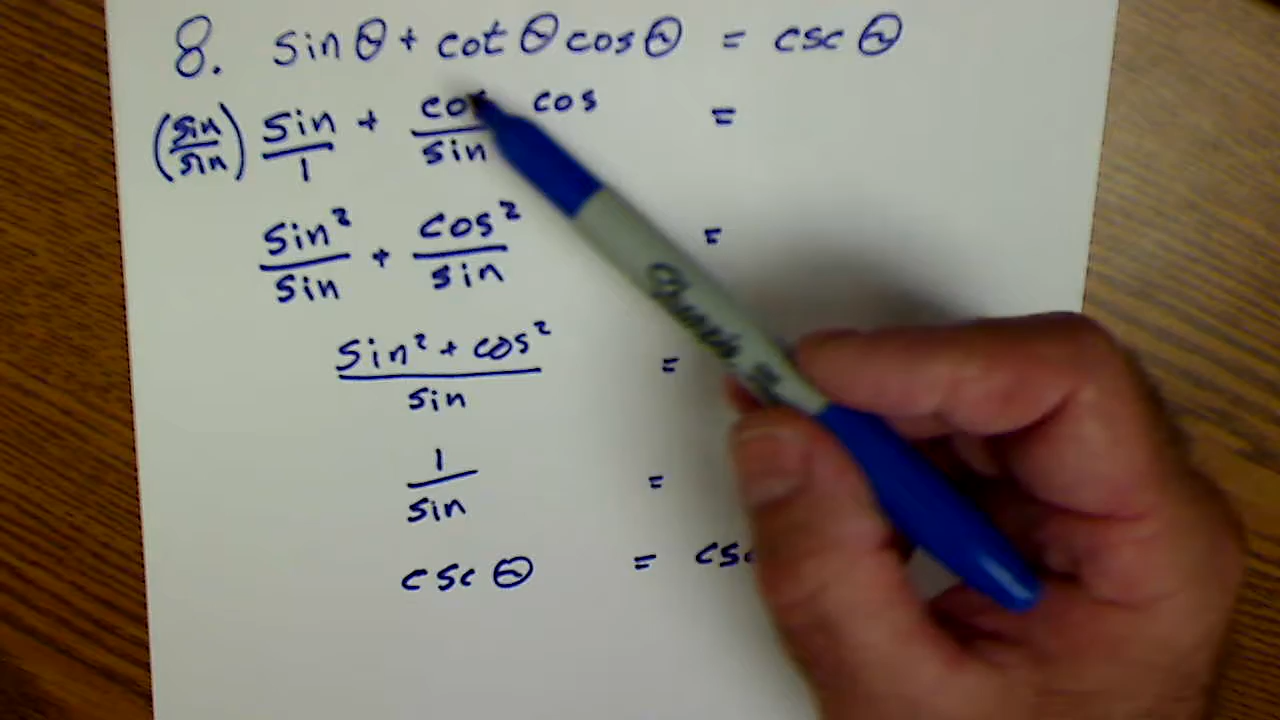 8. sin Θ + cot Θ cos Θ = csc Θ
(sin/sin) sin/1 + cos/sin cos =
sin²/sin + cos²/sin =
sin² + cos²/sin =
1/sin =
csc Θ = csc
Sharpie